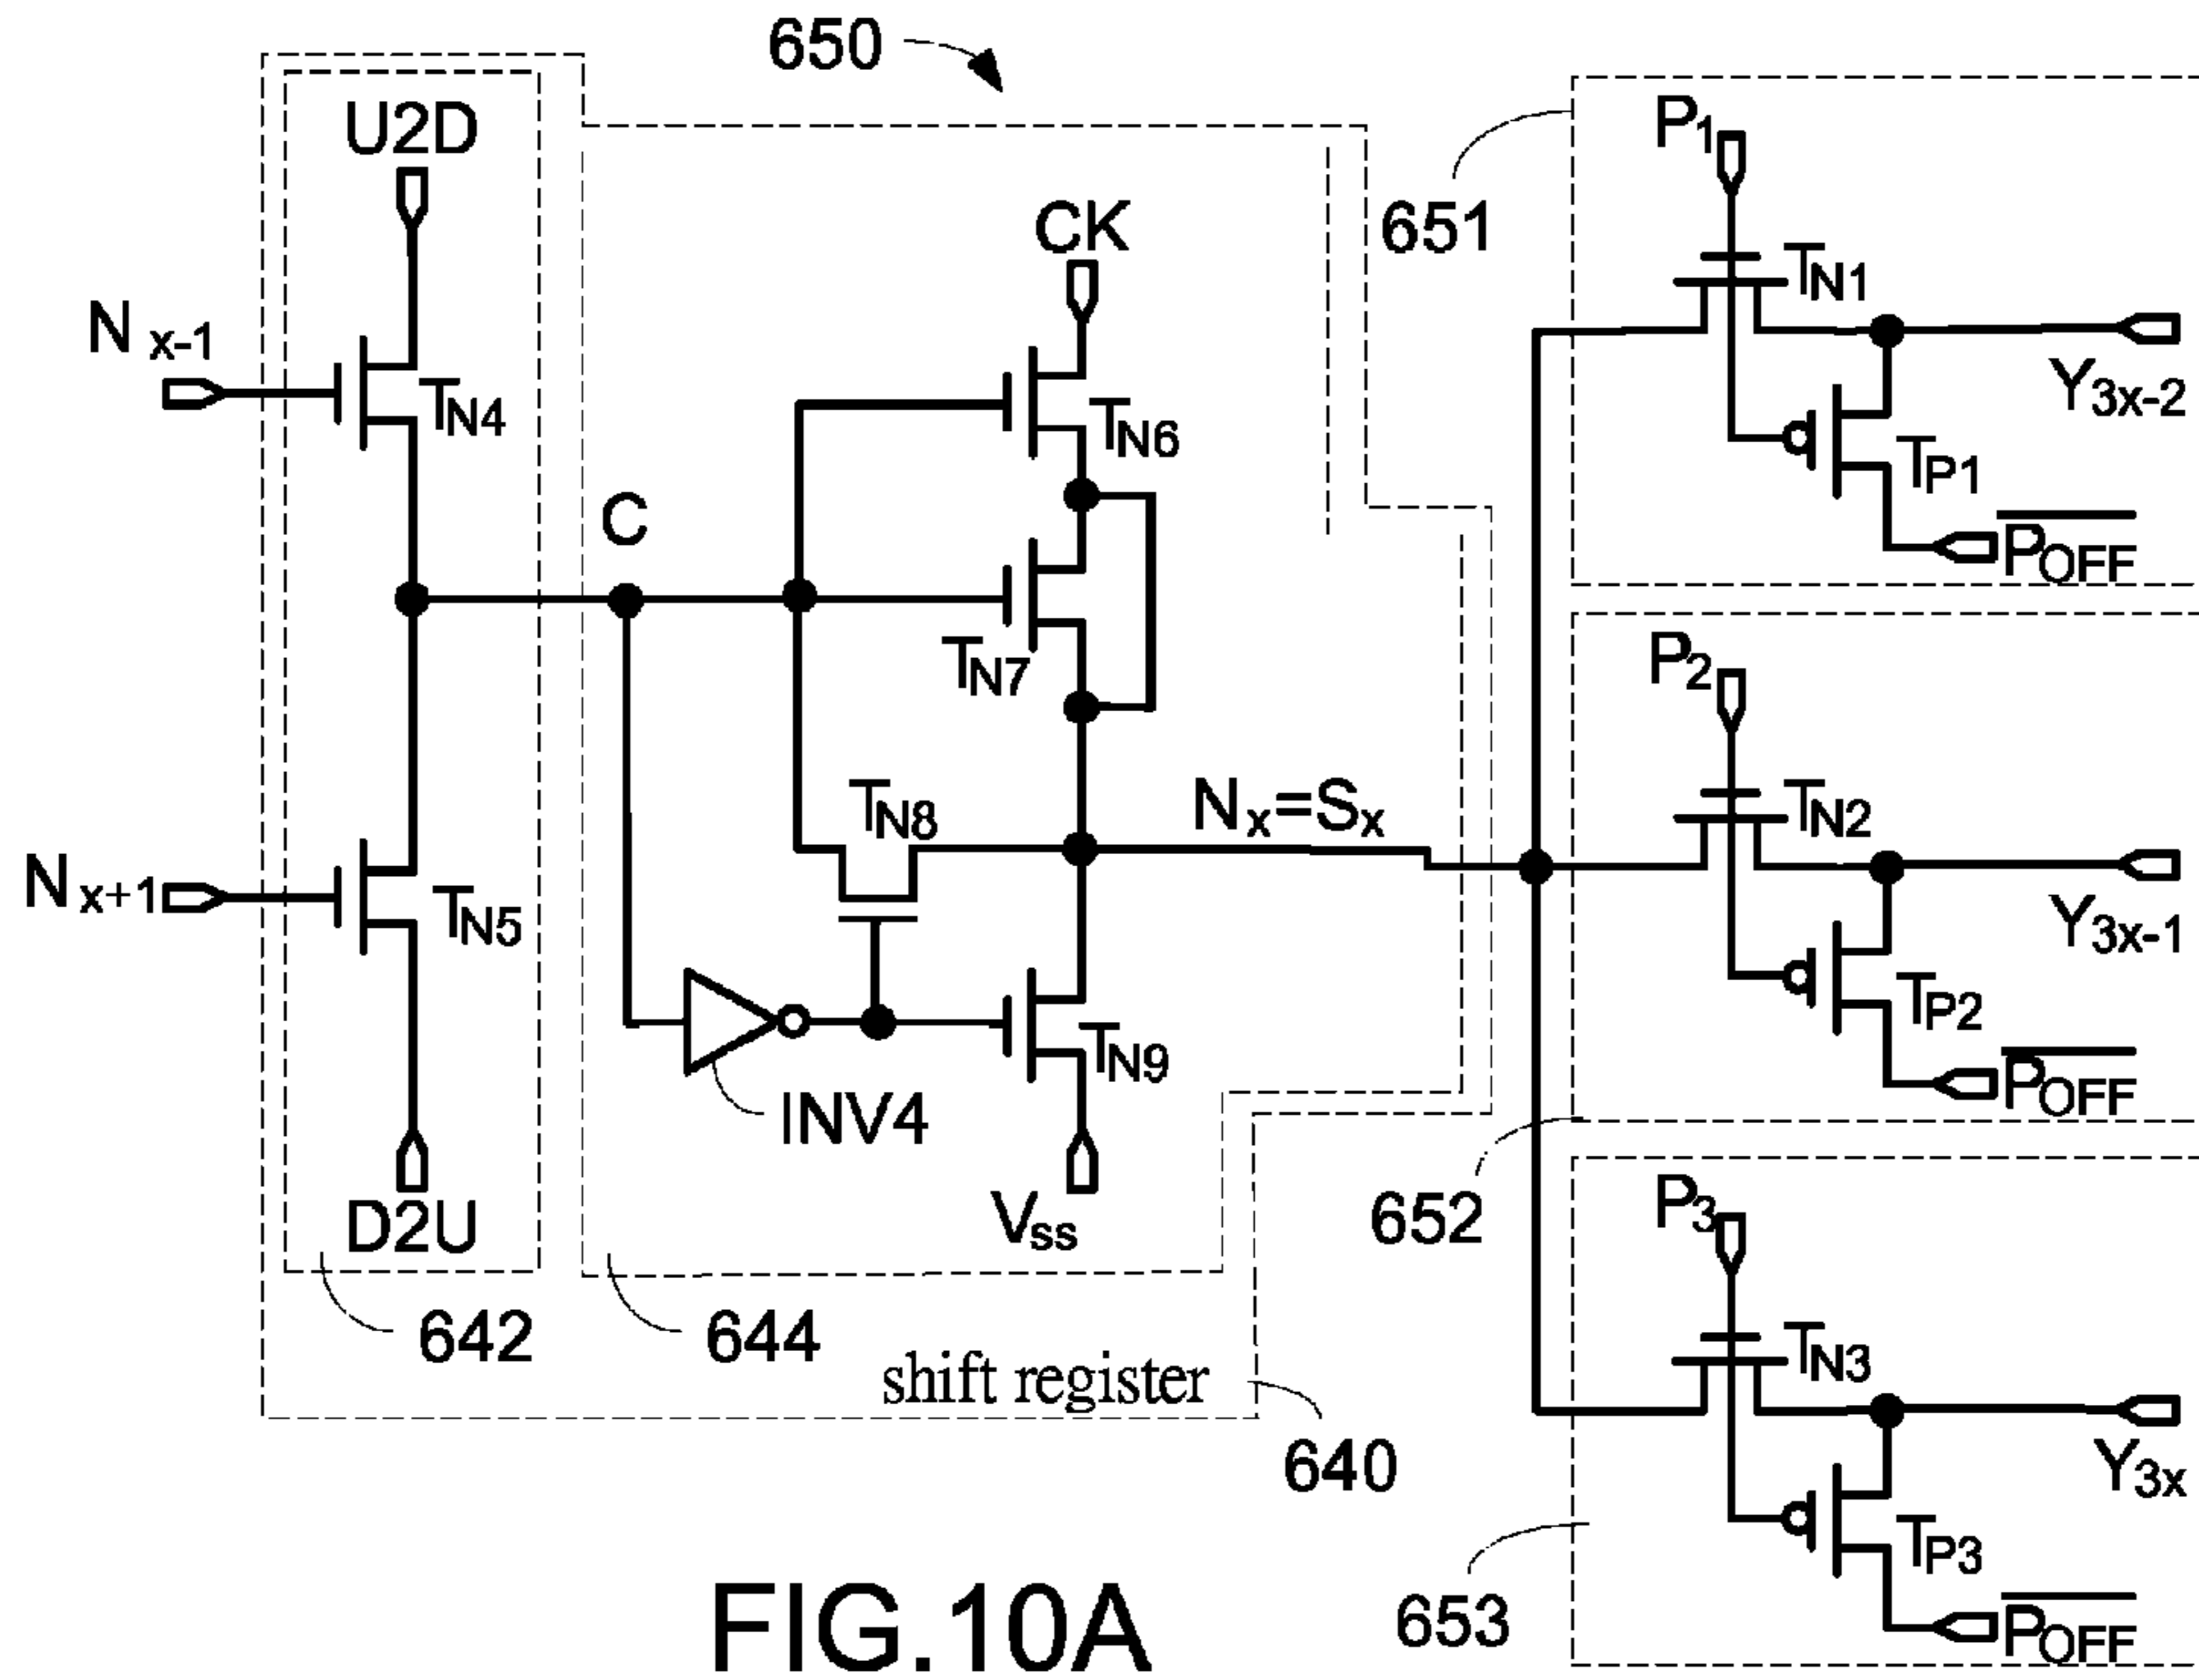 650
U2D
P1
CK
651
TN1
N x-1
TN4
Y3x-2
TN6
TP1
C
POFF
TN7
P2
TN8
Nx=Sx
TN2
N x+1
TN5
Y3x-1
TP2
TN9
POFF
INV4
D2U
Vss
652
P3
642
644
shift register
TN3
640
Y3x
TP3
653
POFF
FIG.10A